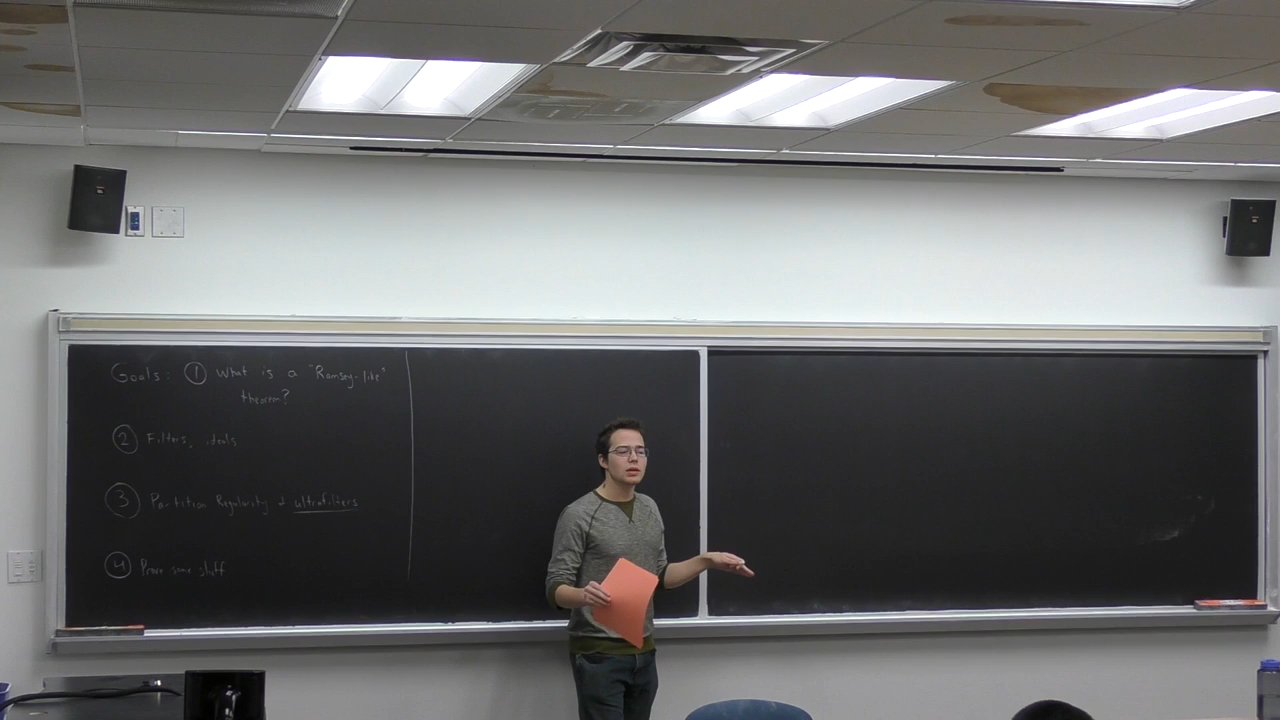 Goals: ① What is a "Ramsey-like"
theorem?
② Filters, ideals
③ Partition Regularity + ultrafilters
④ Prove some stuff